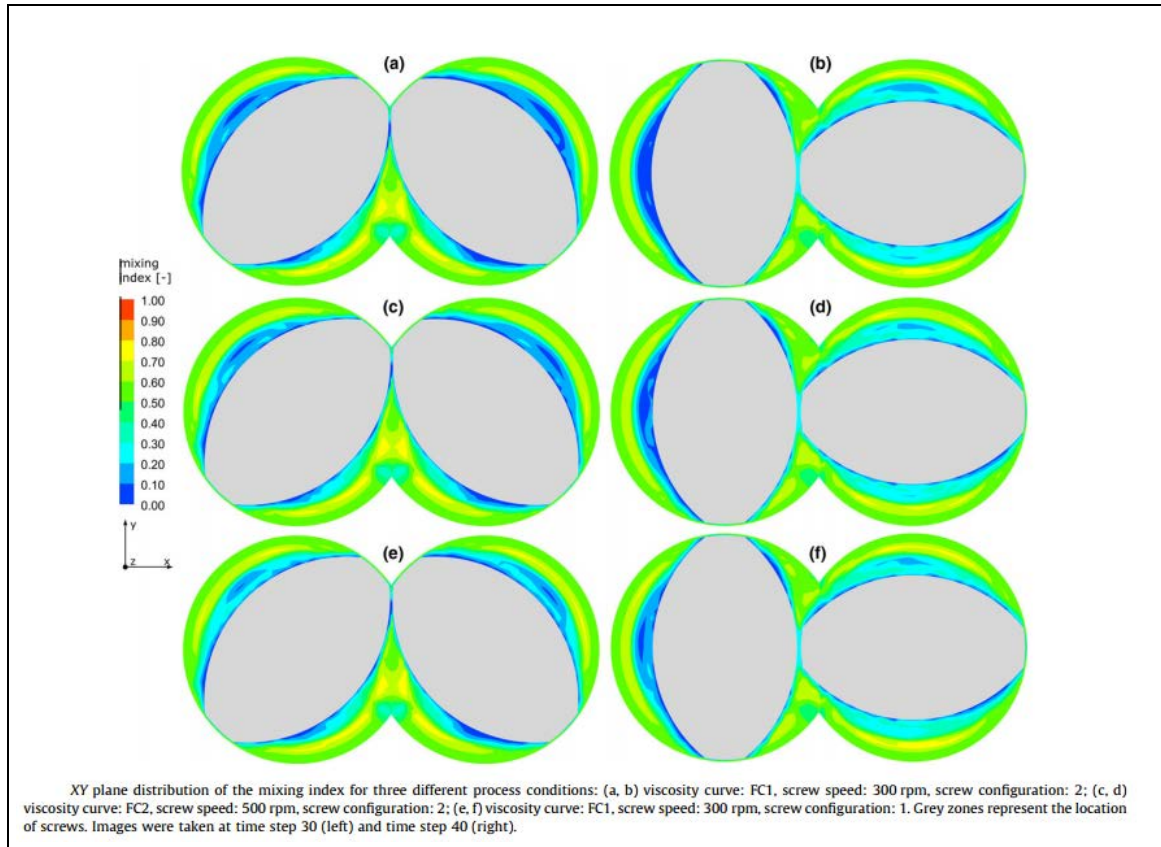 (a)
(b)
mixing
index [-]
1.00
0.90
0.80
0.70
0.60
0.50
0.40
0.30
0.20
0.10
0.00
(c)
(d)
y
z
x
(e)
(f)
XY plane distribution of the mixing index for three different process conditions: (a, b) viscosity curve: FC1, screw speed: 300 rpm, screw configuration: 2; (c, d)
viscosity curve: FC2, screw speed: 500 rpm, screw configuration: 2; (e, f) viscosity curve: FC1, screw speed: 300 rpm, screw configuration: 1. Grey zones represent the location
of screws. Images were taken at time step 30 (left) and time step 40 (right).